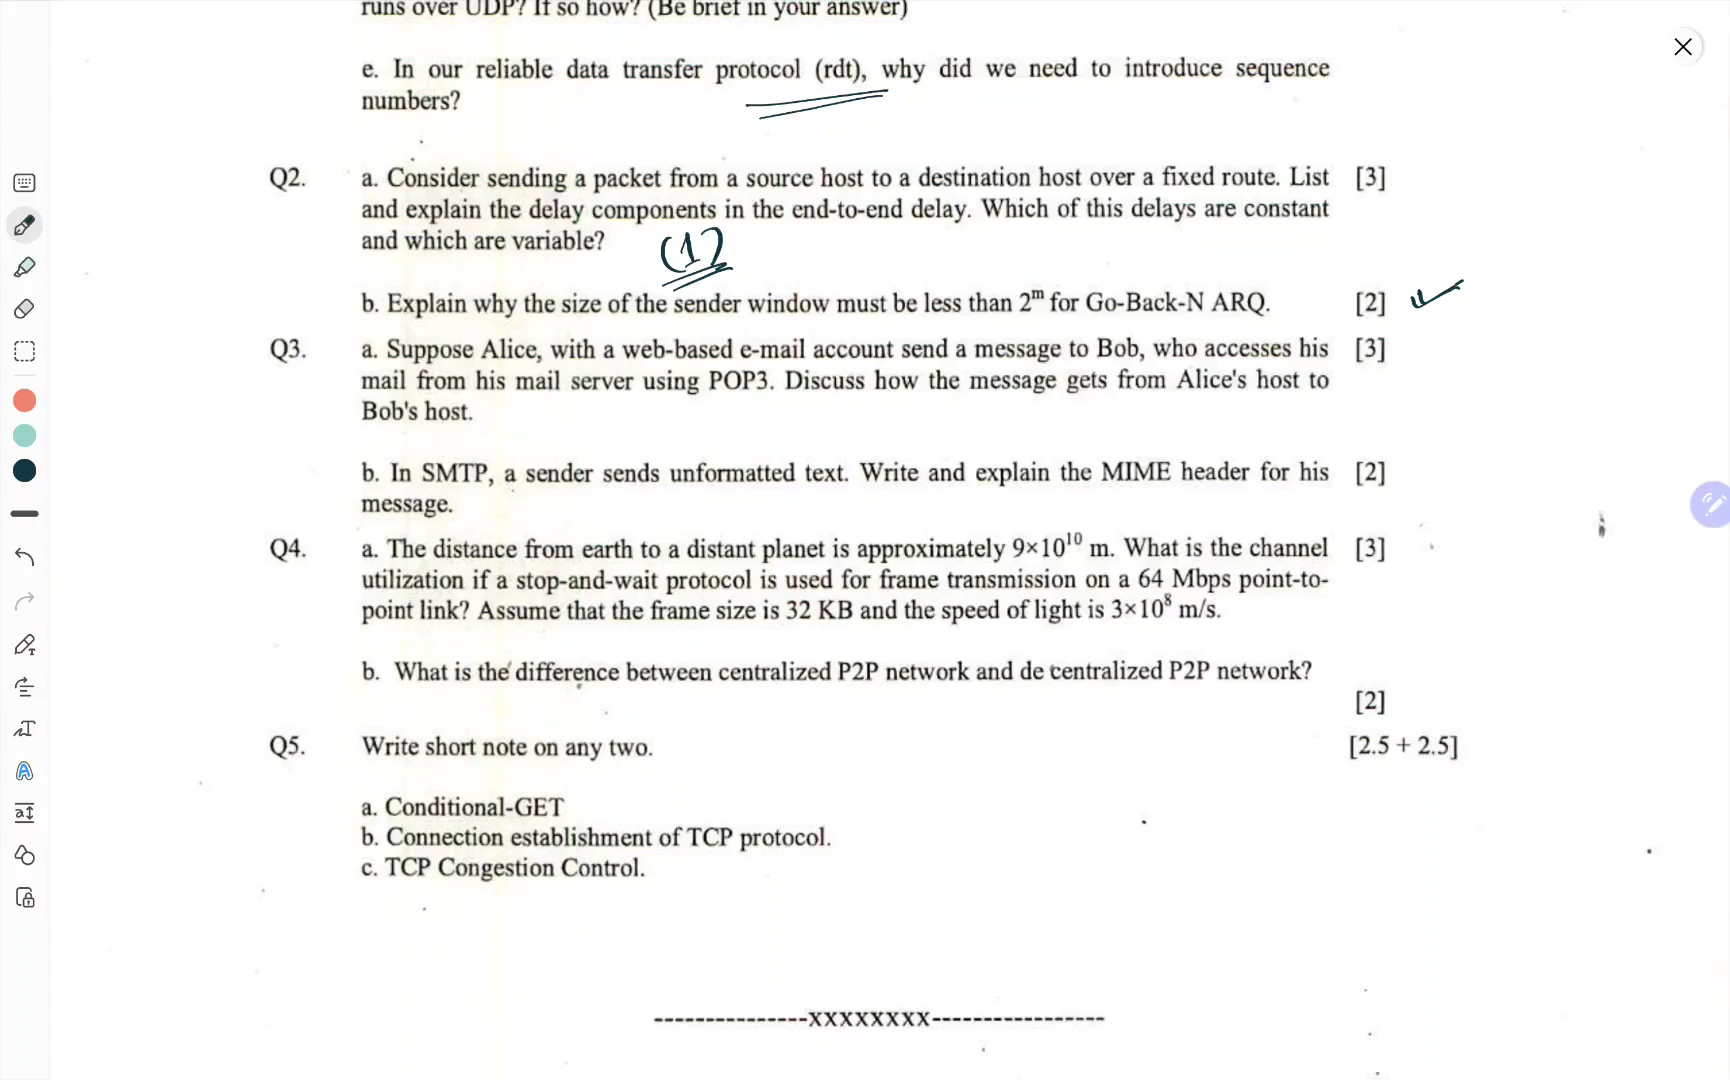 runs over UDP? If so how? (Be brief in your answer)
e. In our reliable data transfer protocol (rdt), why did we need to introduce sequence
numbers?
Q2. a. Consider sending a packet from a source host to a destination host over a fixed route. List [3]
and explain the delay components in the end-to-end delay. Which of this delays are constant
and which are variable? (1)
b. Explain why the size of the sender window must be less than 2^m for Go-Back-N ARQ. [2]
Q3. a. Suppose Alice, with a web-based e-mail account send a message to Bob, who accesses his [3]
mail from his mail server using POP3. Discuss how the message gets from Alice's host to
Bob's host.
b. In SMTP, a sender sends unformatted text. Write and explain the MIME header for his [2]
message.
Q4. a. The distance from earth to a distant planet is approximately 9×10^10 m. What is the channel [3]
utilization if a stop-and-wait protocol is used for frame transmission on a 64 Mbps point-to-
point link? Assume that the frame size is 32 KB and the speed of light is 3×10^8 m/s.
b. What is the difference between centralized P2P network and de centralized P2P network?
[2]
Q5. Write short note on any two. [2.5 + 2.5]
a. Conditional-GET
b. Connection establishment of TCP protocol.
c. TCP Congestion Control.
---------------XXXXXXXX-----------------